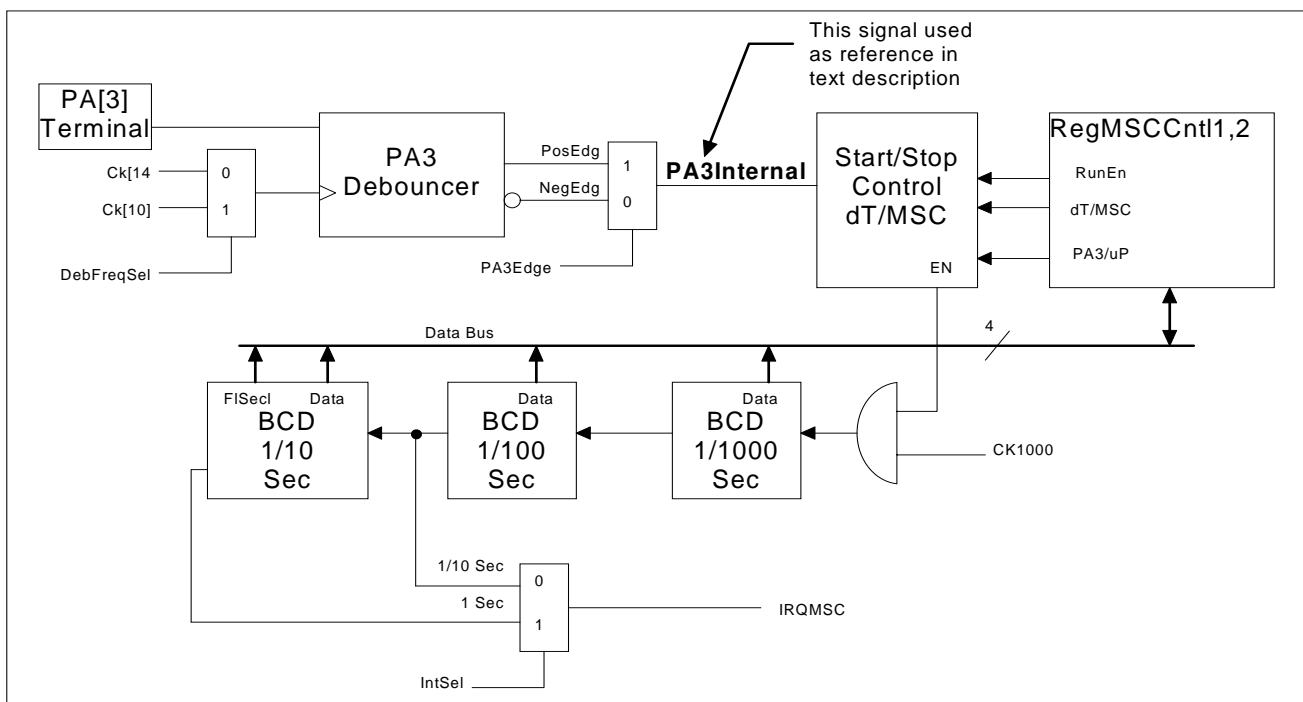 This signal used
as reference in
text description
PA[3]
Terminal
RegMSCCntl1,2
PA3
Debouncer
PosEdg
1
PA3Internal
Start/Stop
Control
dT/MSC
Ck[14
0
NegEdg
0
RunEn
Ck[10]
1
dT/MSC
PA3/uP
DebFreqSel
PA3Edge
EN
Data Bus
4
FlSecl
Data
Data
Data
BCD
1/10
Sec
BCD
1/100
Sec
BCD
1/1000
Sec
CK1000
1/10 Sec
0
1 Sec
1
IRQMSC
IntSel